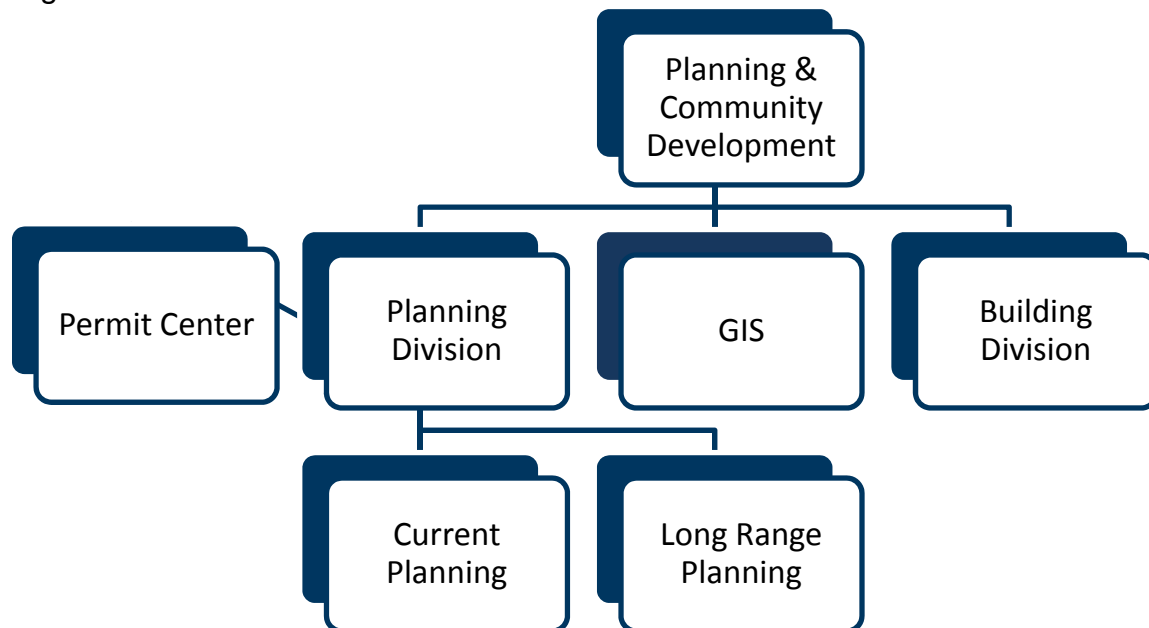 Planning &
Community
Development
Permit Center
Planning
Division
GIS
Building
Division
Current
Planning
Long Range
Planning